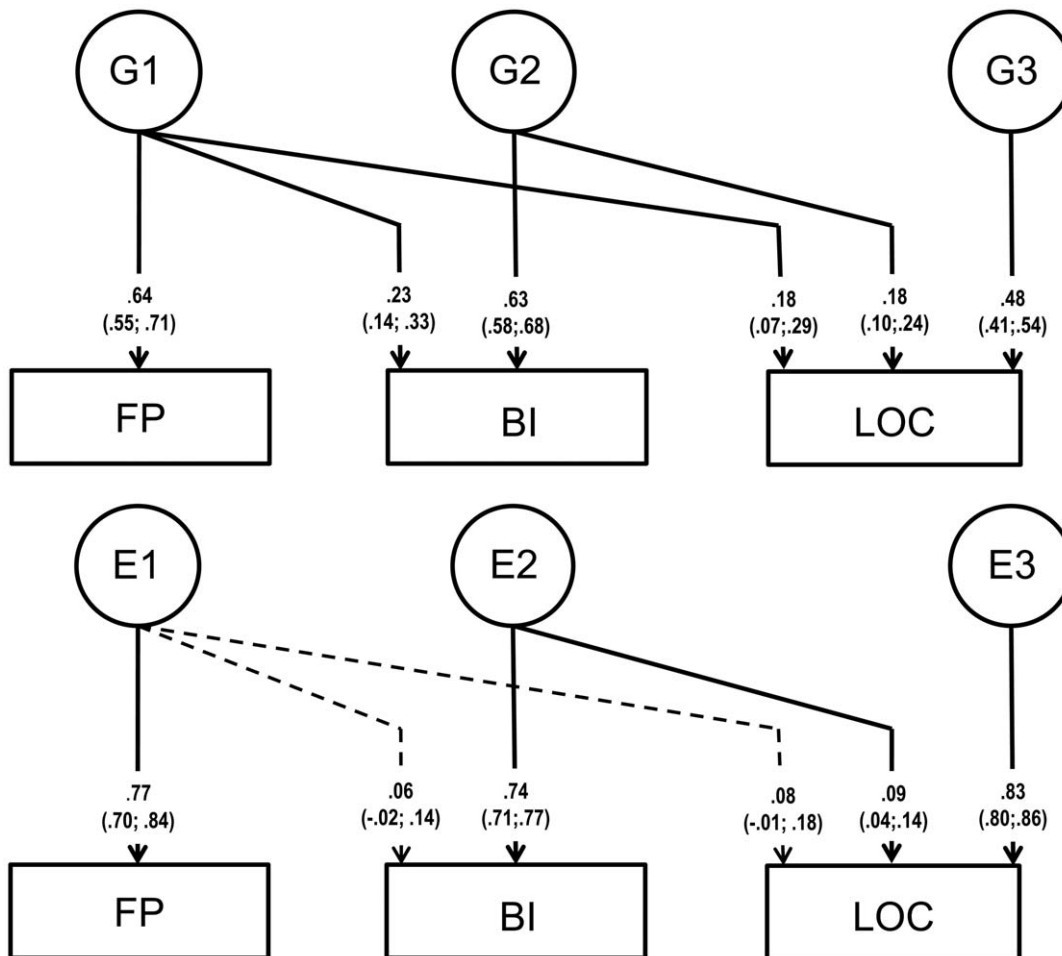 G1 G2 G3
.64 .23 .63 .18 .18 .48
(.55; .71) (.14; .33) (.58;.68) (.07;.29) (.10;.24) (.41;.54)
FP BI LOC
E1 E2 E3
.77 .06 .74 .08 .09 .83
(.70; .84) (-.02; .14) (.71;.77) (-.01; .18) (.04;.14) (.80;.86)
FP BI LOC